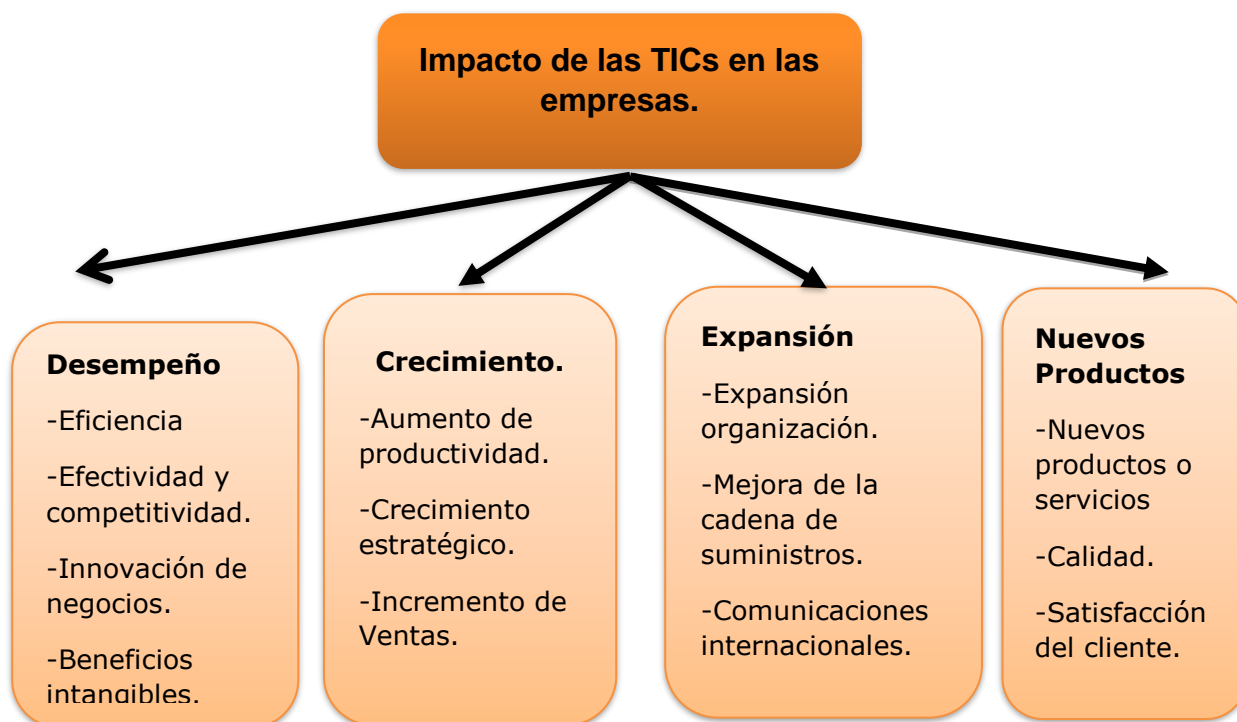 Impacto de las TICs en las
empresas.
Desempeño
-Eficiencia
-Efectividad y
competitividad.
-Innovación de
negocios.
-Beneficios
intangibles.
Crecimiento.
-Aumento de
productividad.
-Crecimiento
estratégico.
-Incremento de
Ventas.
Expansión
-Expansión
organización.
-Mejora de la
cadena de
suministros.
-Comunicaciones
internacionales.
Nuevos
Productos
-Nuevos
productos o
servicios
-Calidad.
-Satisfacción
del cliente.